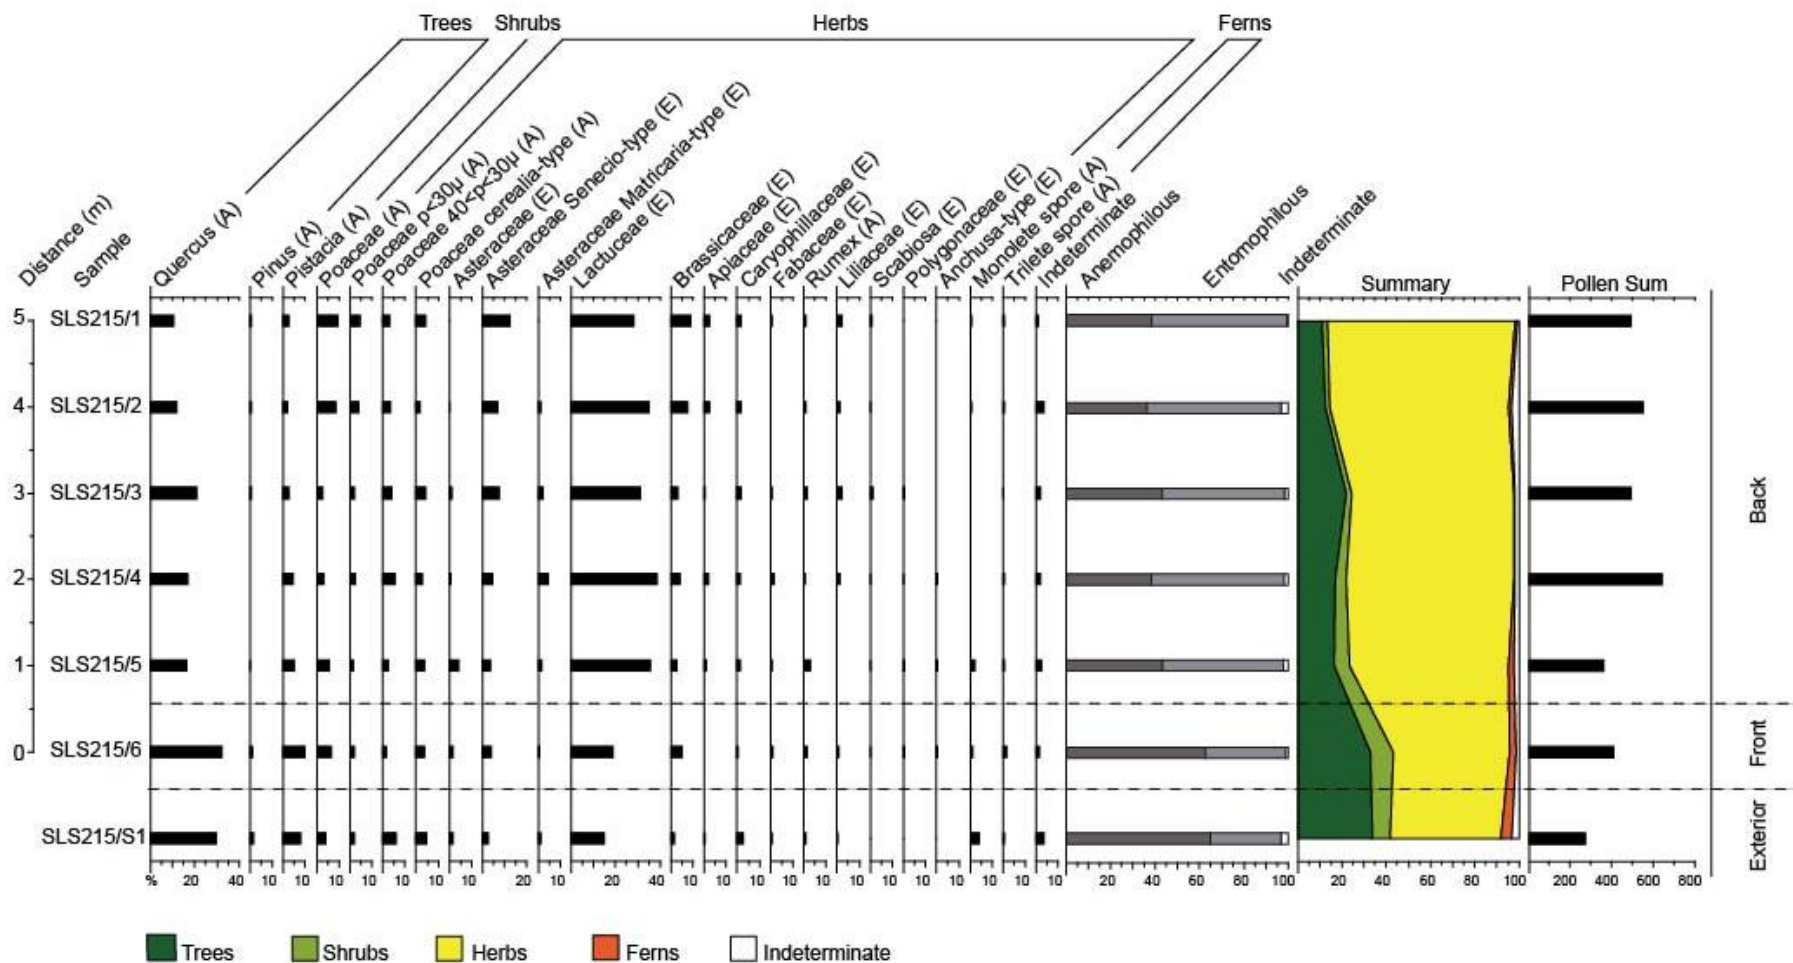 Trees Shrubs Herbs Ferns
Distance (m)
Sample
Quercus (A)
Pinus (A)
Pistacia (A)
Poaceae (A)
Poaceae p<30µ (A)
Poaceae 40<p<30µ (A)
Poaceae cerealia-type (A)
Asteraceae (E)
Asteraceae Senecio-type (E)
Asteraceae Matricaria-type (E)
Lactuceae (E)
Brassicaceae (E)
Apiaceae (E)
Caryophillaceae (E)
Fabaceae (E)
Rumex (A)
Liliaceae (E)
Scabiosa (E)
Polygonaceae (E)
Anchusa-type (E)
Monolete spore (A)
Trilete spore (A)
Indeterminate
Anemophilous
Entomophilous
Indeterminate
Summary
Pollen Sum
5 SLS215/1
4 SLS215/2
3 SLS215/3
2 SLS215/4
1 SLS215/5
0 SLS215/6
SLS215/S1
Back
Front
Exterior
% 20 40 10 10 10 10 10 10 10 20 10 20 40 10 10 10 10 10 10 10 10 10 10 10 10 20 40 60 80 100 20 40 60 80 100 200 400 600 800
Trees Shrubs Herbs Ferns Indeterminate